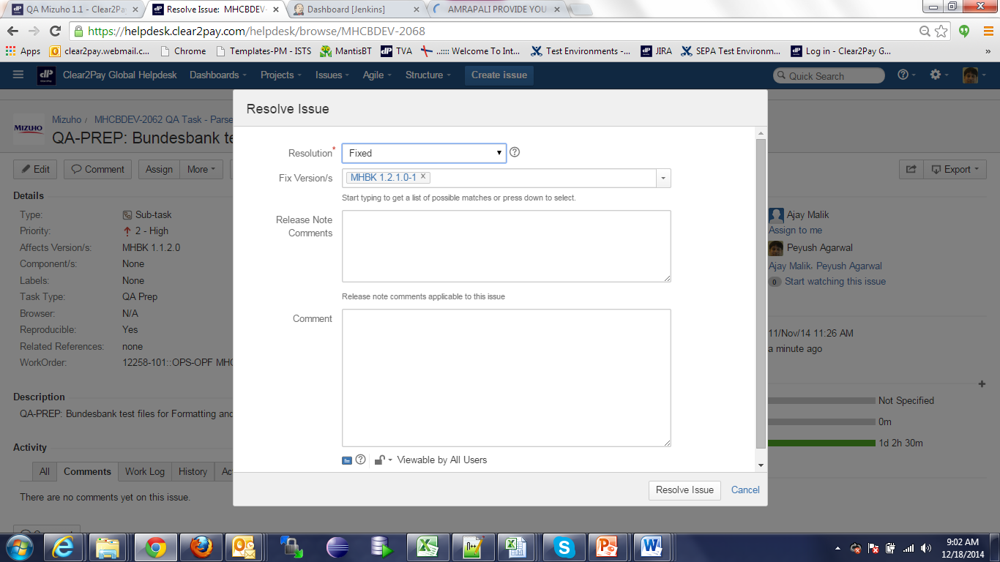 QA Mizuho 1.1 - Clear2Pa
Resolve Issue: MHCBDEV-
Dashboard [Jenkins]
AMRAPALI PROVIDE YOU
https://helpdesk.clear2pay.com/helpdesk/browse/MHCBDEV-2068
Apps
clear2pay.webmail.c...
Chrome
Templates-PM - ISTS
MantisBT
TVA
..:::: Welcome To Int...
Test Environments -...
JIRA
SEPA Test Environm...
Log in - Clear2Pay G...
»
Clear2Pay Global Helpdesk
Dashboards
Projects
Issues
Agile
Structure
Create issue
Quick Search
MIZUHO
Mizuho / MHCBDEV-2062 QA Task - Parse
QA-PREP: Bundesbank te
Edit
Comment
Assign
More
Export
Resolve Issue
Resolution*
Fixed
Fix Version/s
MHBK 1.2.1.0-1 ×
Start typing to get a list of possible matches or press down to select.
Release Note
Comments
Release note comments applicable to this issue
Comment
Viewable by All Users
Resolve Issue
Cancel
Details
Type: Sub-task
Priority: 2 - High
Affects Version/s: MHBK 1.1.2.0
Component/s: None
Labels: None
Task Type: QA Prep
Browser: N/A
Reproducible: Yes
Related References: none
WorkOrder: 12258-101::OPS-OPF MHC
Description
QA-PREP: Bundesbank test files for Formatting and
Activity
All
Comments
Work Log
History
Ac
There are no comments yet on this issue.
Ajay Malik
Assign to me
Peyush Agarwal
Ajay Malik, Peyush Agarwal
0 Start watching this issue
11/Nov/14 11:26 AM
a minute ago
Not Specified
0m
1d 2h 30m
9:02 AM
12/18/2014